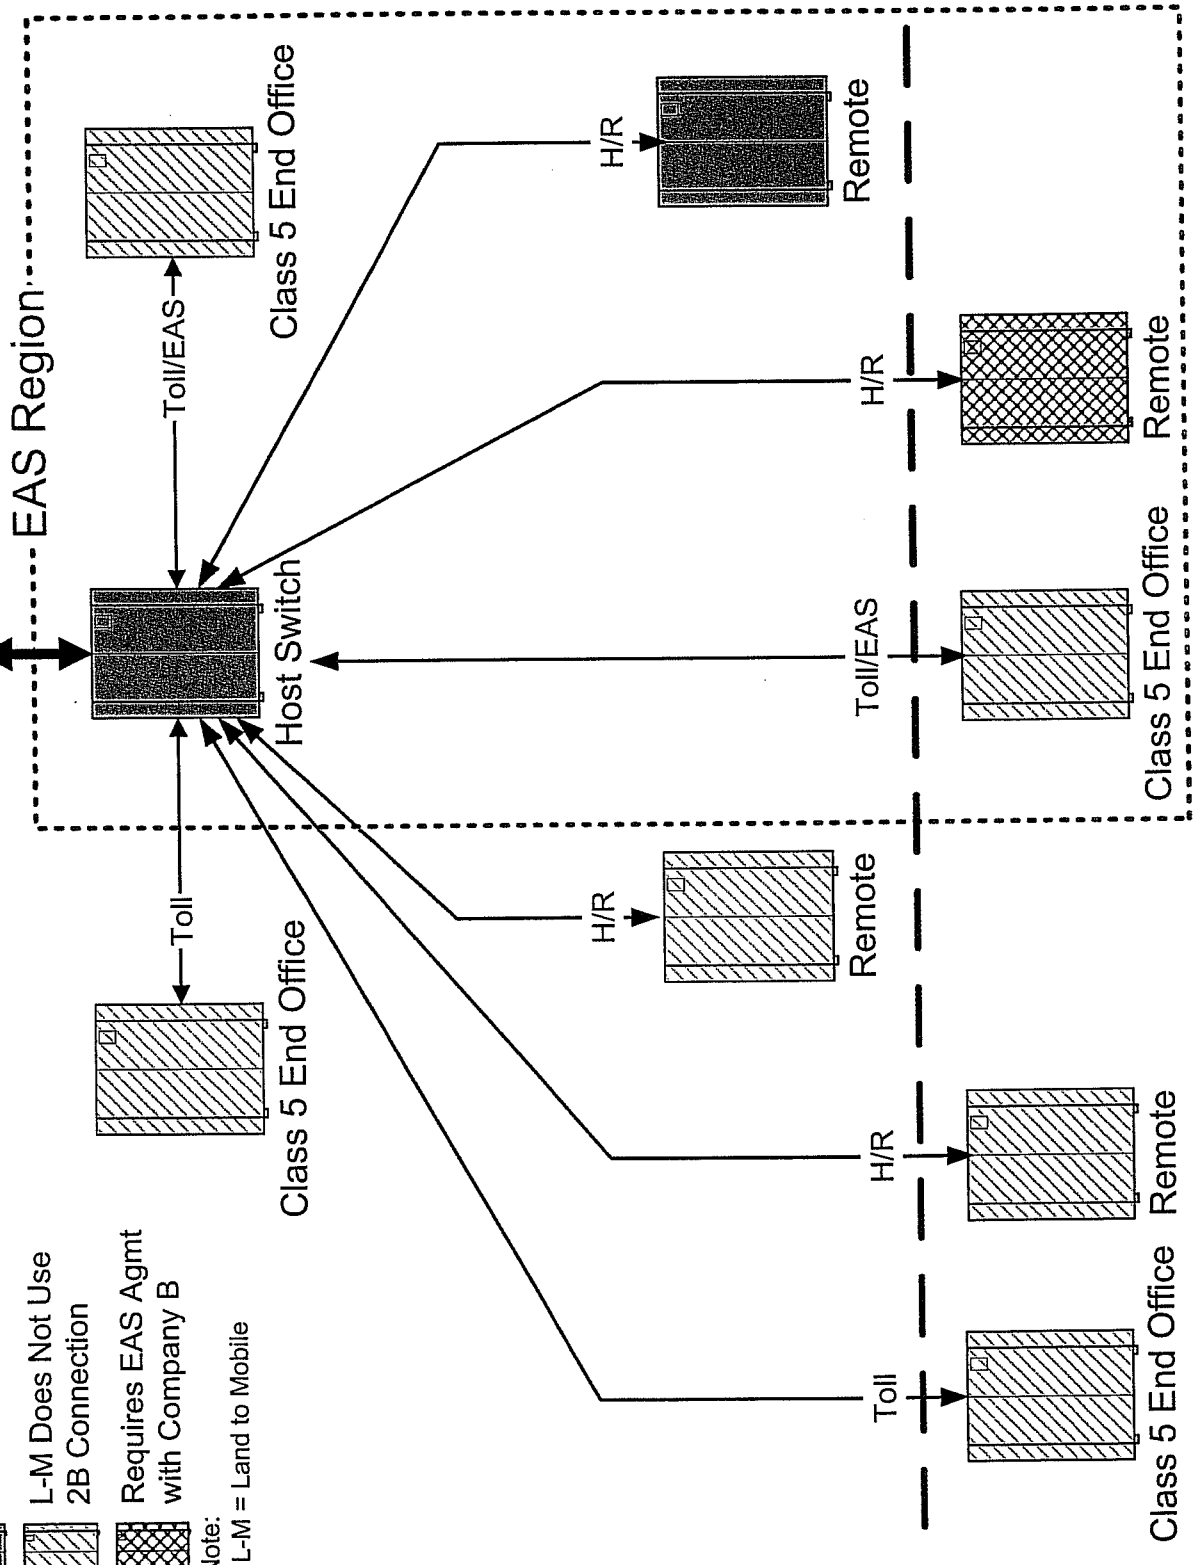 EAS Region
Class 5 End Office
Toll/EAS
Host Switch
Toll
Class 5 End Office
H/R
Remote
H/R
Remote
Toll/EAS
Class 5 End Office
H/R
Remote
H/R
Remote
Toll
Class 5 End Office
L-M Does Not Use
2B Connection
Requires EAS Agmt
with Company B
L-M = Land to Mobile